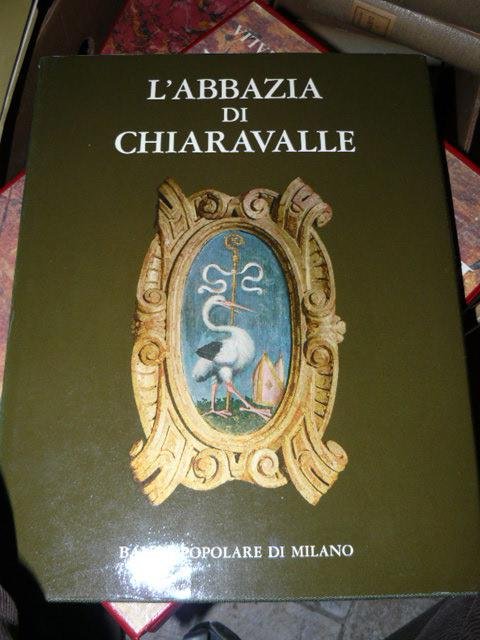 L'ABBAZIA
DI
CHIARAVALLE
POPOLARE DI MILANO